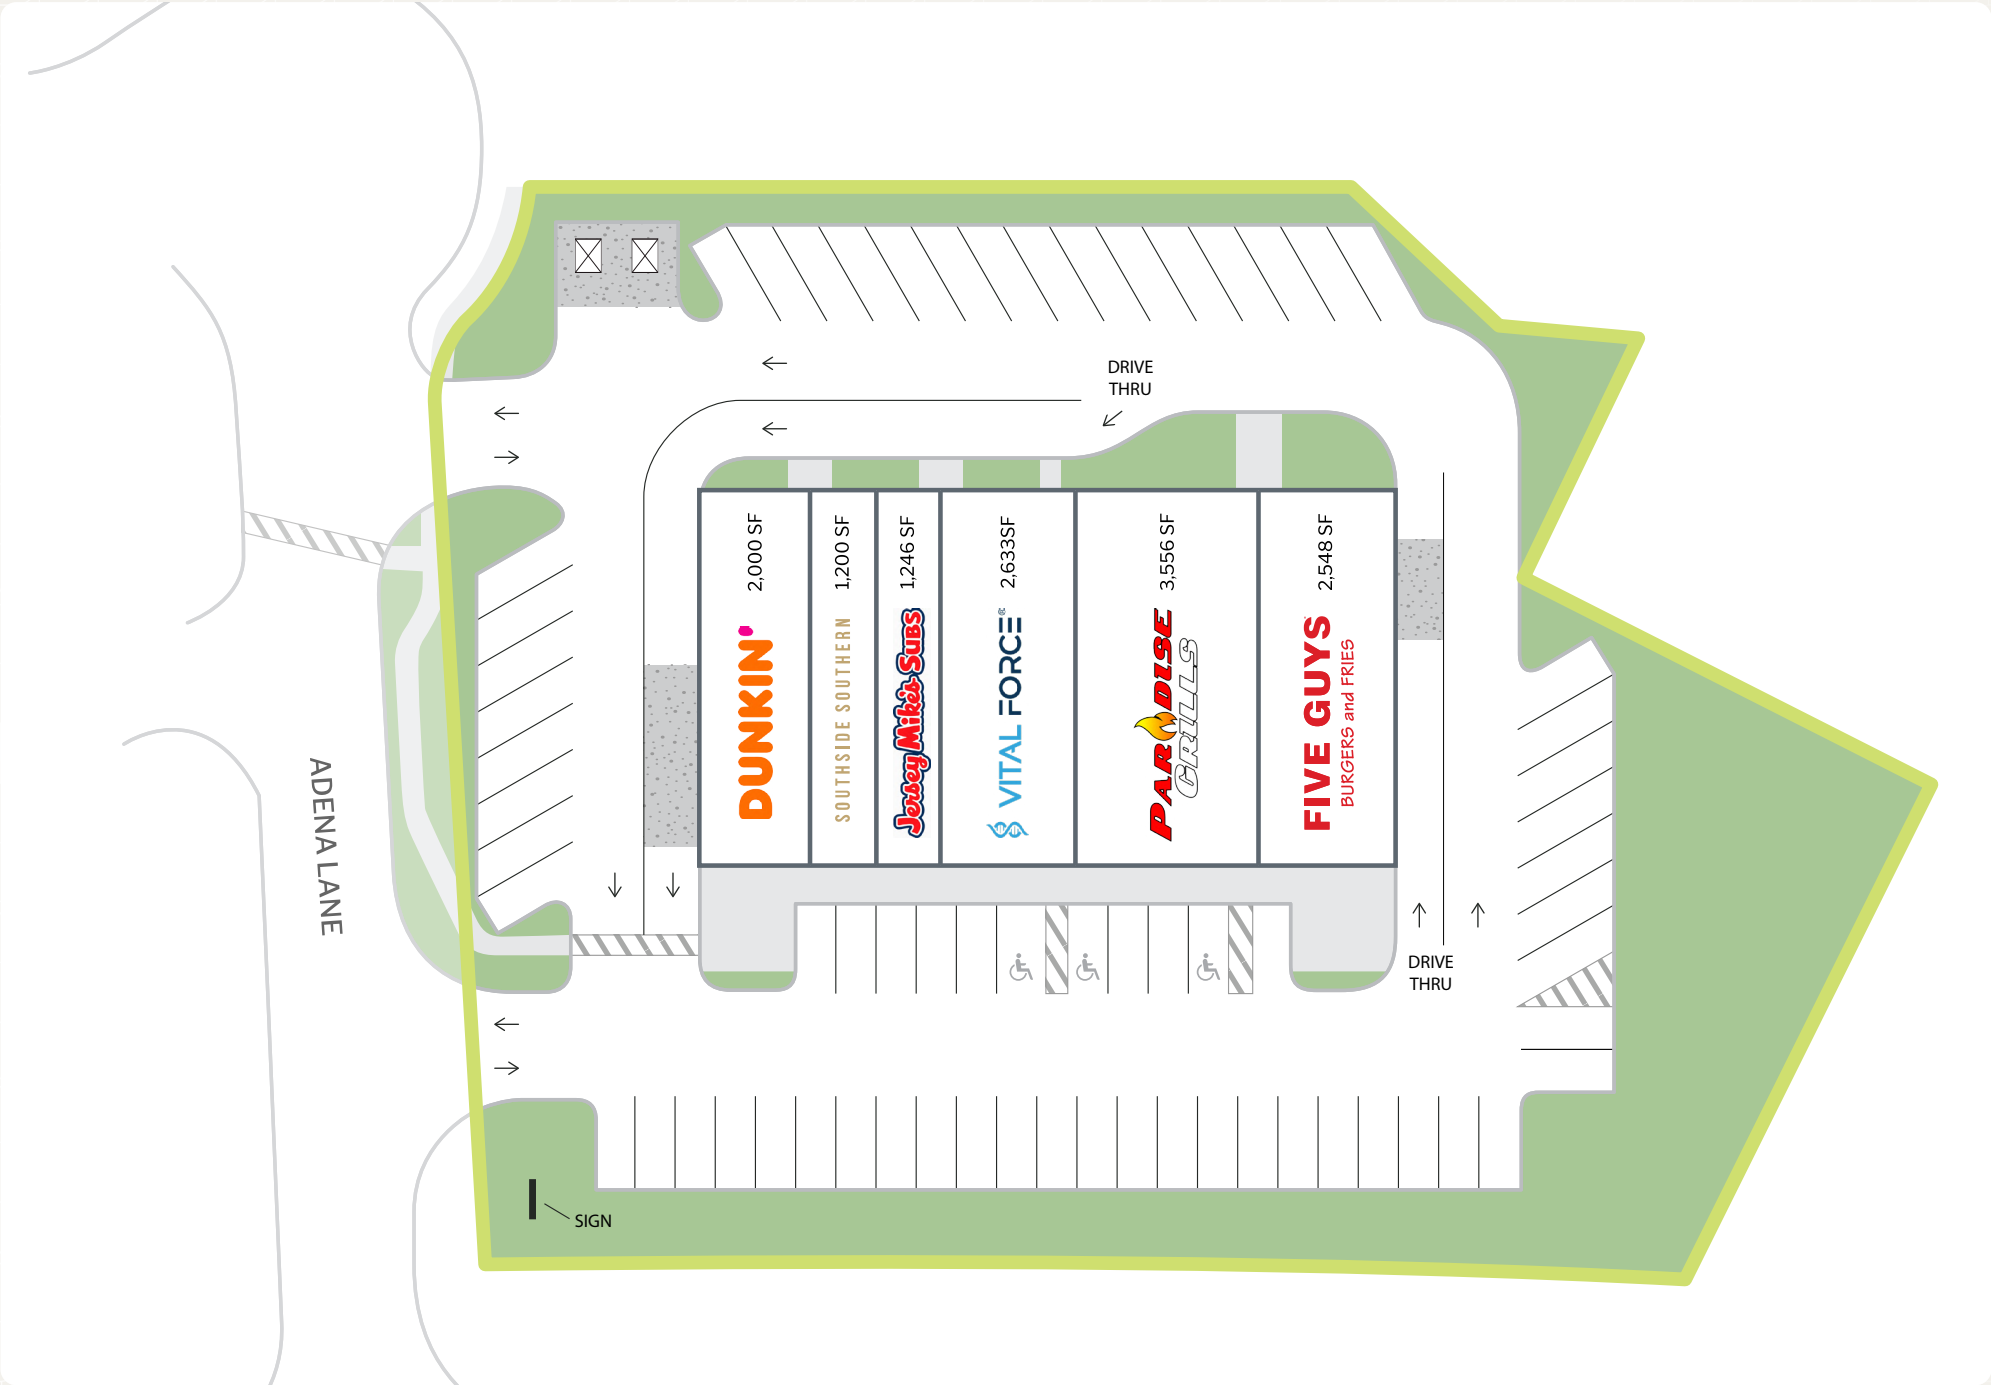 DRIVE
THRU
2,000 SF
DUNKIN'
1,200 SF
SOUTHSIDE SOUTHERN
1,246 SF
Jersey Mike's Subs
2,633SF
VITAL FORCE®
3,556 SF
PARADISE
GRILLS
2,548 SF
FIVE GUYS
BURGERS and FRIES
ADENA LANE
DRIVE
THRU
SIGN